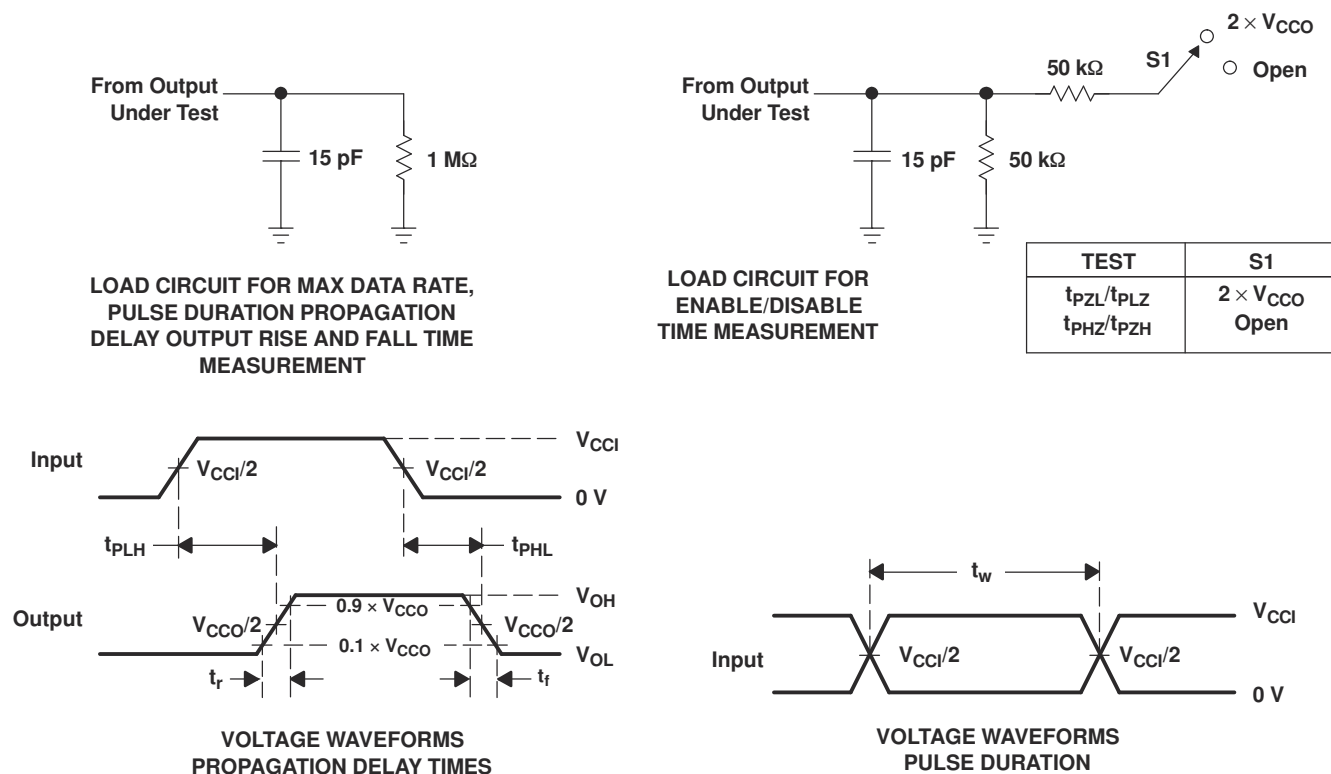 From Output
Under Test
15 pF
1 MΩ
LOAD CIRCUIT FOR MAX DATA RATE,
PULSE DURATION PROPAGATION
DELAY OUTPUT RISE AND FALL TIME
MEASUREMENT
From Output
Under Test
15 pF
50 kΩ
50 kΩ
S1
2 × VCCO
Open
LOAD CIRCUIT FOR
ENABLE/DISABLE
TIME MEASUREMENT
TEST S1
tPZL/tPLZ 2 × VCCO
tPHZ/tPZH Open
Input
VCCI/2
VCCI/2
VCCI
0 V
tPLH
tPHL
Output
VCCO/2
0.9 × VCCO
0.1 × VCCO
VCCO/2
VOH
VOL
tr
tf
VOLTAGE WAVEFORMS
PROPAGATION DELAY TIMES
tw
Input
VCCI/2
VCCI/2
VCCI
0 V
VOLTAGE WAVEFORMS
PULSE DURATION